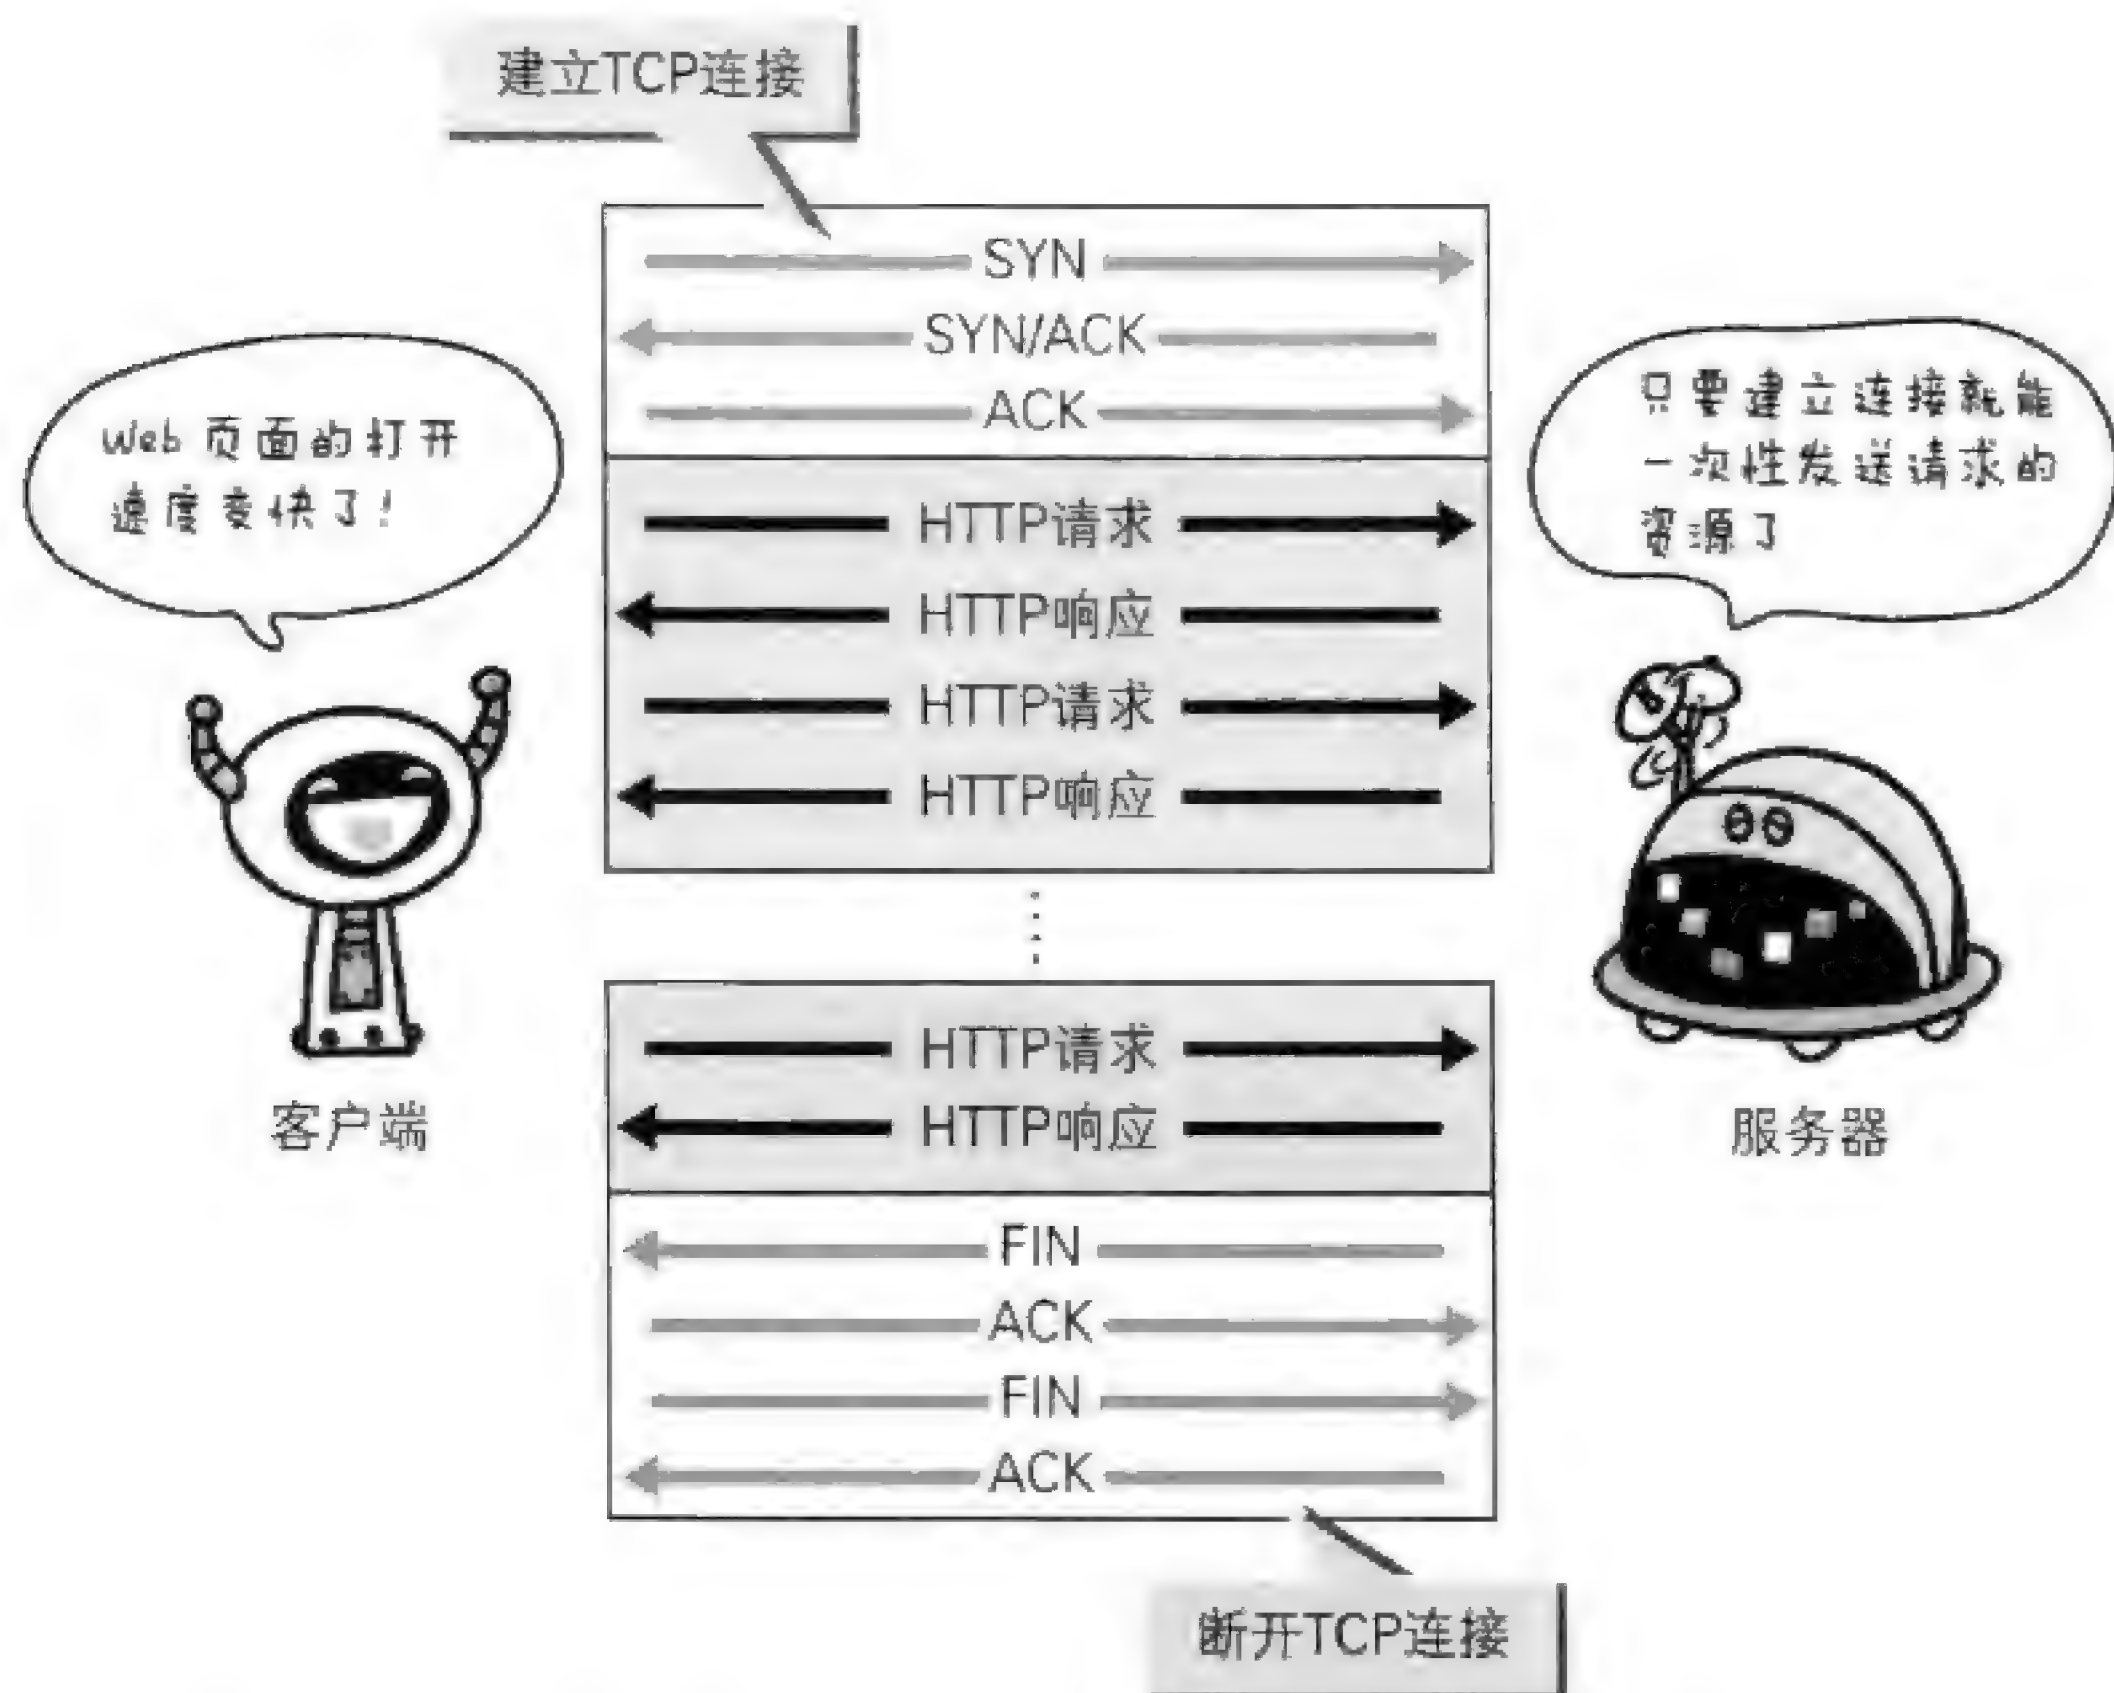 建立TCP连接
SYN
SYN/ACK
ACK
Web 页面的打开
速度变快了!
只要建立连接就能
一次性发送请求的
资源了
HTTP请求
HTTP响应
HTTP请求
HTTP响应
HTTP请求
HTTP响应
客户端
服务器
FIN
ACK
FIN
ACK
断开TCP连接